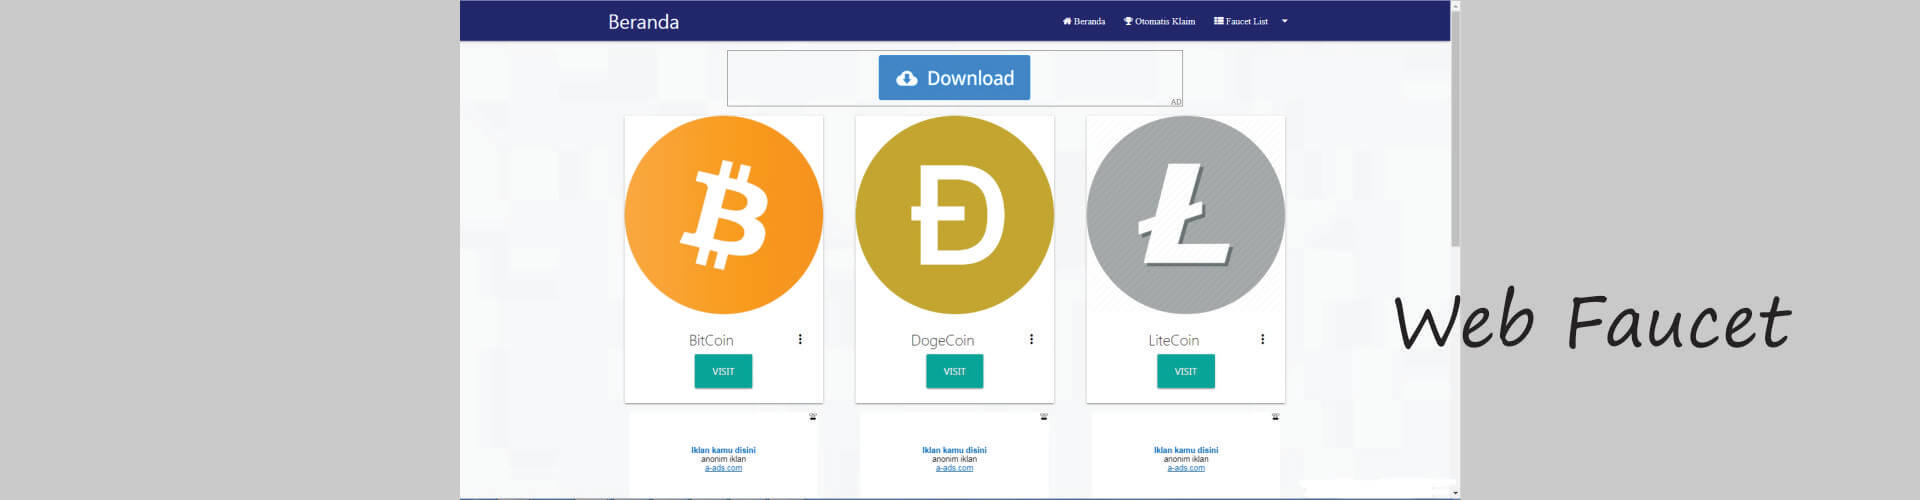 Beranda
Beranda Otomatis Klaim Faucet List
Download
AD
BitCoin
VISIT
DogeCoin
VISIT
LiteCoin
VISIT
Web Faucet
Iklan kamu disini
anonim iklan
a-ads.com
Iklan kamu disini
anonim iklan
a-ads.com
Iklan kamu disini
anonim iklan
a-ads.com